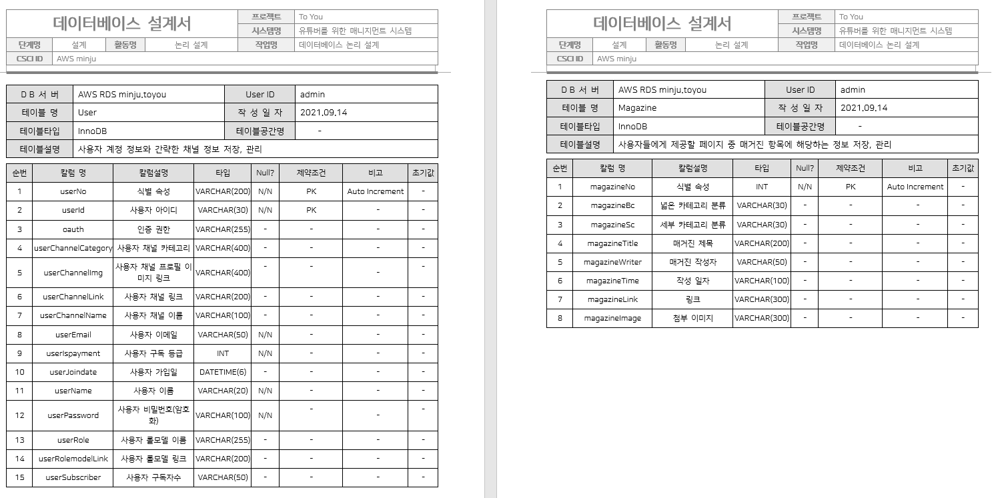 데이터베이스 설계서 프로젝트 To You
시스템명 유튜버를 위한 매니지먼트 시스템
단계명 설계 활동명 논리 설계 작업명 데이터베이스 논리 설계
CSCI ID AWS minju
D B 서 버 AWS RDS minju.toyou User ID admin
테이블 명 User 작 성 일 자 2021.09.14
테이블타입 InnoDB 테이블공간명 -
테이블설명 사용자 계정 정보와 간략한 채널 정보 저장, 관리
순번 칼럼 명 칼럼설명 타입 Null? 제약조건 비고 초기값
1 userNo 식별 속성 VARCHAR(200) N/N PK Auto Increment -
2 userId 사용자 아이디 VARCHAR(30) N/N PK - -
3 oauth 인증 권한 VARCHAR(255) - - - -
4 userChannelCategory 사용자 채널 카테고리 VARCHAR(400) - - - -
5 userChannelImg 사용자 채널 프로필 이 VARCHAR(400) - - - -
미지 링크
6 userChannelLink 사용자 채널 링크 VARCHAR(200) - - - -
7 userChannelName 사용자 채널 이름 VARCHAR(100) - - - -
8 userEmail 사용자 이메일 VARCHAR(50) N/N - - -
9 userIspayment 사용자 구독 등급 INT N/N - - -
10 userJoindate 사용자 가입일 DATETIME(6) - - - -
11 userName 사용자 이름 VARCHAR(20) N/N - - -
12 userPassword 사용자 비밀번호(암호 VARCHAR(100) N/N - - -
화)
13 userRole 사용자 롤모델 이름 VARCHAR(255) - - - -
14 userRolemodelLink 사용자 롤모델 링크 VARCHAR(200) - - - -
15 userSubscriber 사용자 구독자수 VARCHAR(50) - - - -
데이터베이스 설계서 프로젝트 To You
시스템명 유튜버를 위한 매니지먼트 시스템
단계명 설계 활동명 논리 설계 작업명 데이터베이스 논리 설계
CSCI ID AWS minju
D B 서 버 AWS RDS minju.toyou User ID admin
테이블 명 Magazine 작 성 일 자 2021.09.14
테이블타입 InnoDB 테이블공간명 -
테이블설명 사용자들에게 제공할 페이지 중 매거진 항목에 해당하는 정보 저장, 관리
순번 칼럼 명 칼럼설명 타입 Null? 제약조건 비고 초기값
1 magazineNo 식별 속성 INT N/N PK Auto Increment -
2 magazineBc 넓은 카테고리 분류 VARCHAR(30) - - - -
3 magazineSc 세부 카테고리 분류 VARCHAR(30) - - - -
4 magazineTitle 매거진 제목 VARCHAR(200) - - - -
5 magazineWriter 매거진 작성자 VARCHAR(50) - - - -
6 magazineTime 작성 일자 VARCHAR(100) - - - -
7 magazineLink 링크 VARCHAR(300) - - - -
8 magazineImage 첨부 이미지 VARCHAR(300) - - - -